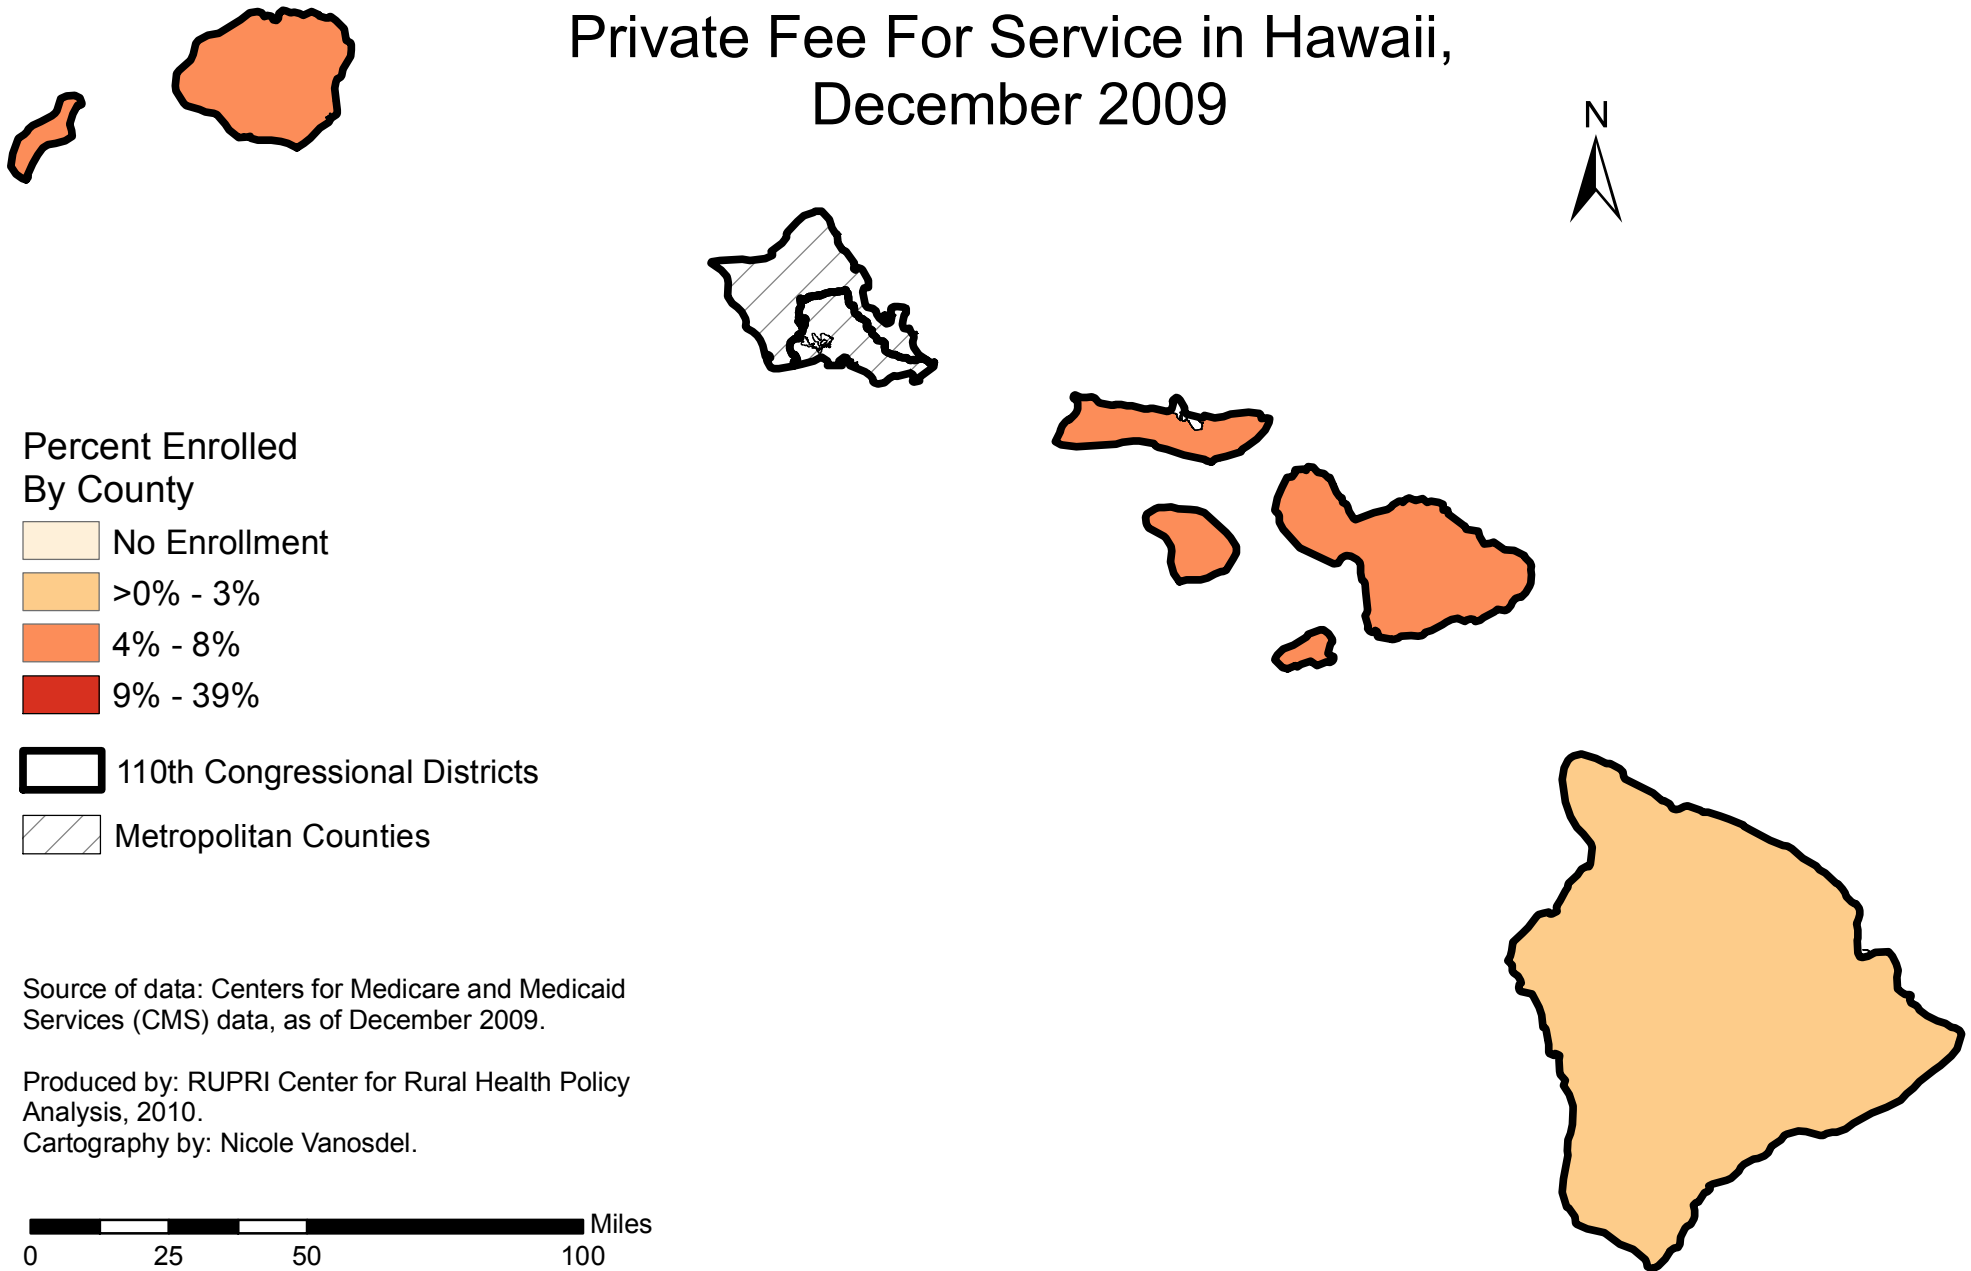 Private Fee For Service in Hawaii,
December 2009
N
Percent Enrolled
By County
No Enrollment
>0% - 3%
4% - 8%
9% - 39%
110th Congressional Districts
Metropolitan Counties
Source of data: Centers for Medicare and Medicaid
Services (CMS) data, as of December 2009.
Produced by: RUPRI Center for Rural Health Policy
Analysis, 2010.
Cartography by: Nicole Vanosdel.
Miles
0 25 50 100